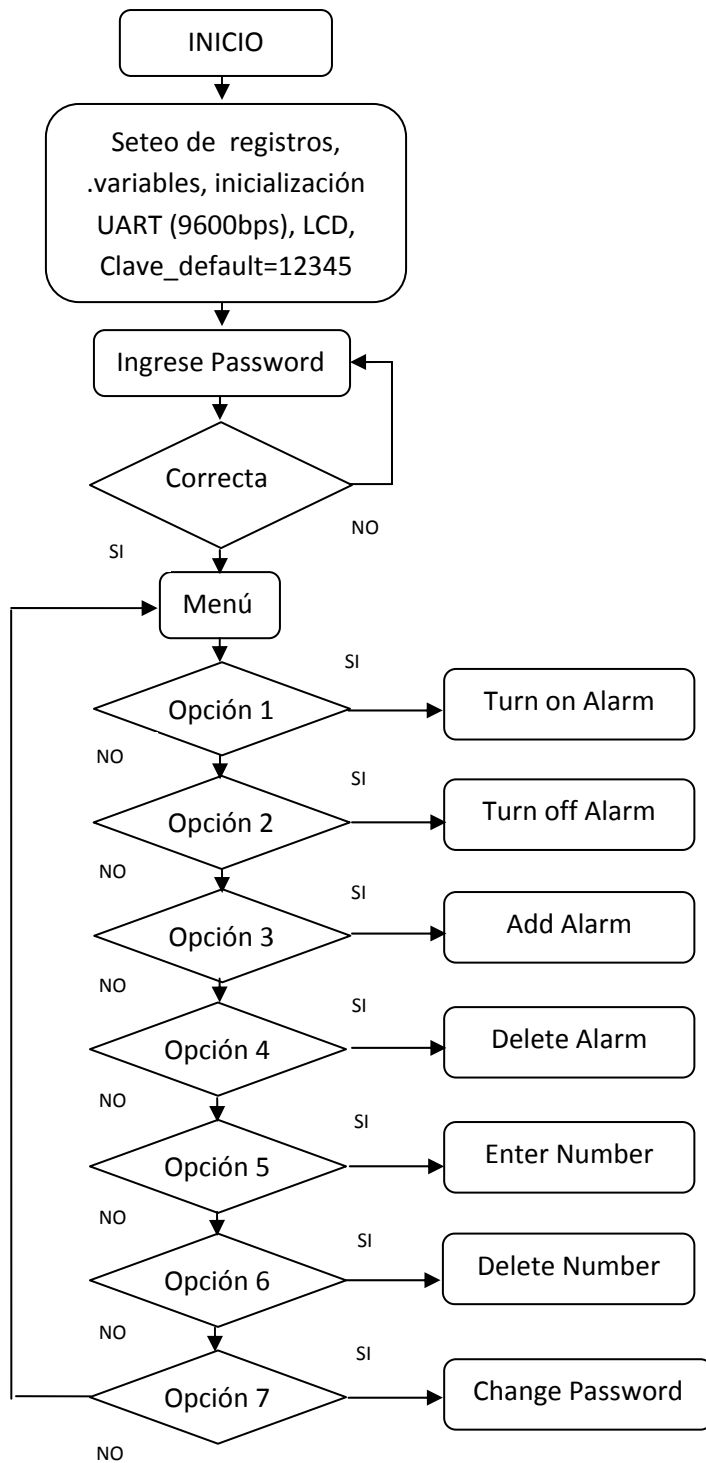 INICIO
Seteo de registros,
.variables, inicialización
UART (9600bps), LCD,
Clave_default=12345
Ingrese Password
Correcta
NO
SI
Menú
SI
Opción 1
Turn on Alarm
NO
SI
Opción 2
Turn off Alarm
NO
SI
Opción 3
Add Alarm
NO
SI
Opción 4
Delete Alarm
NO
SI
Opción 5
Enter Number
NO
SI
Opción 6
Delete Number
NO
SI
Opción 7
Change Password
NO